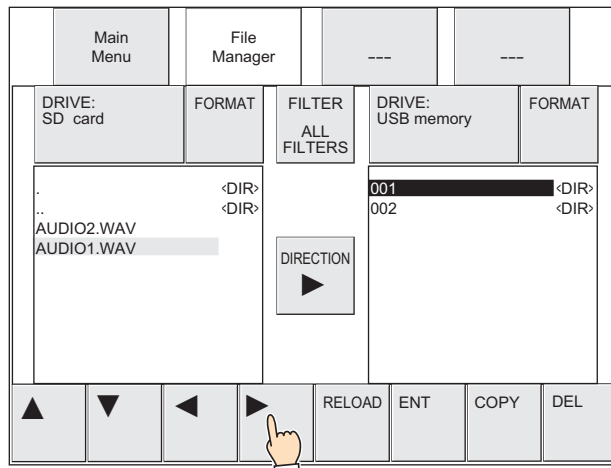 Main
Menu
File
Manager
---
---
DRIVE:
SD card
FORMAT
FILTER
ALL
FILTERS
DRIVE:
USB memory
FORMAT
. <DIR>
.. <DIR>
AUDIO2.WAV
AUDIO1.WAV
DIRECTION
001 <DIR>
002 <DIR>
RELOAD
ENT
COPY
DEL